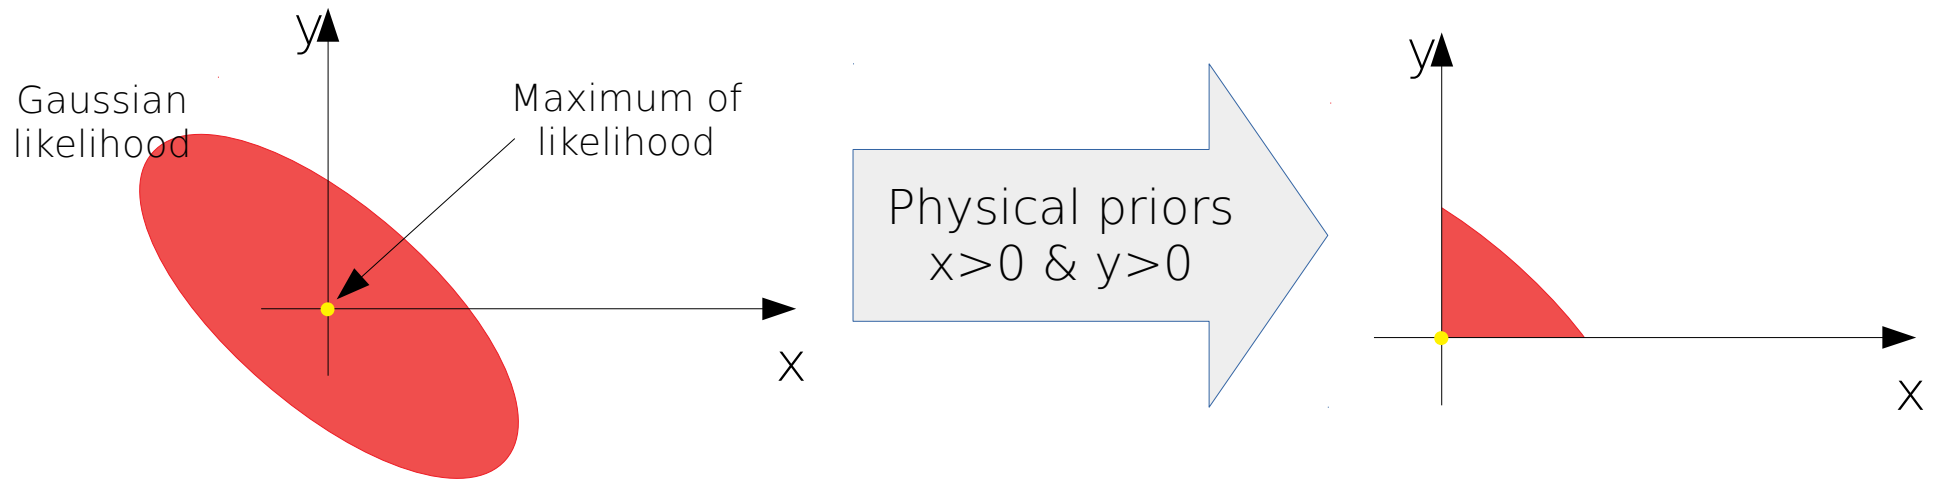 y
Gaussian
likelihood
Maximum of
likelihood
x
Physical priors
x>0 & y>0
y
x